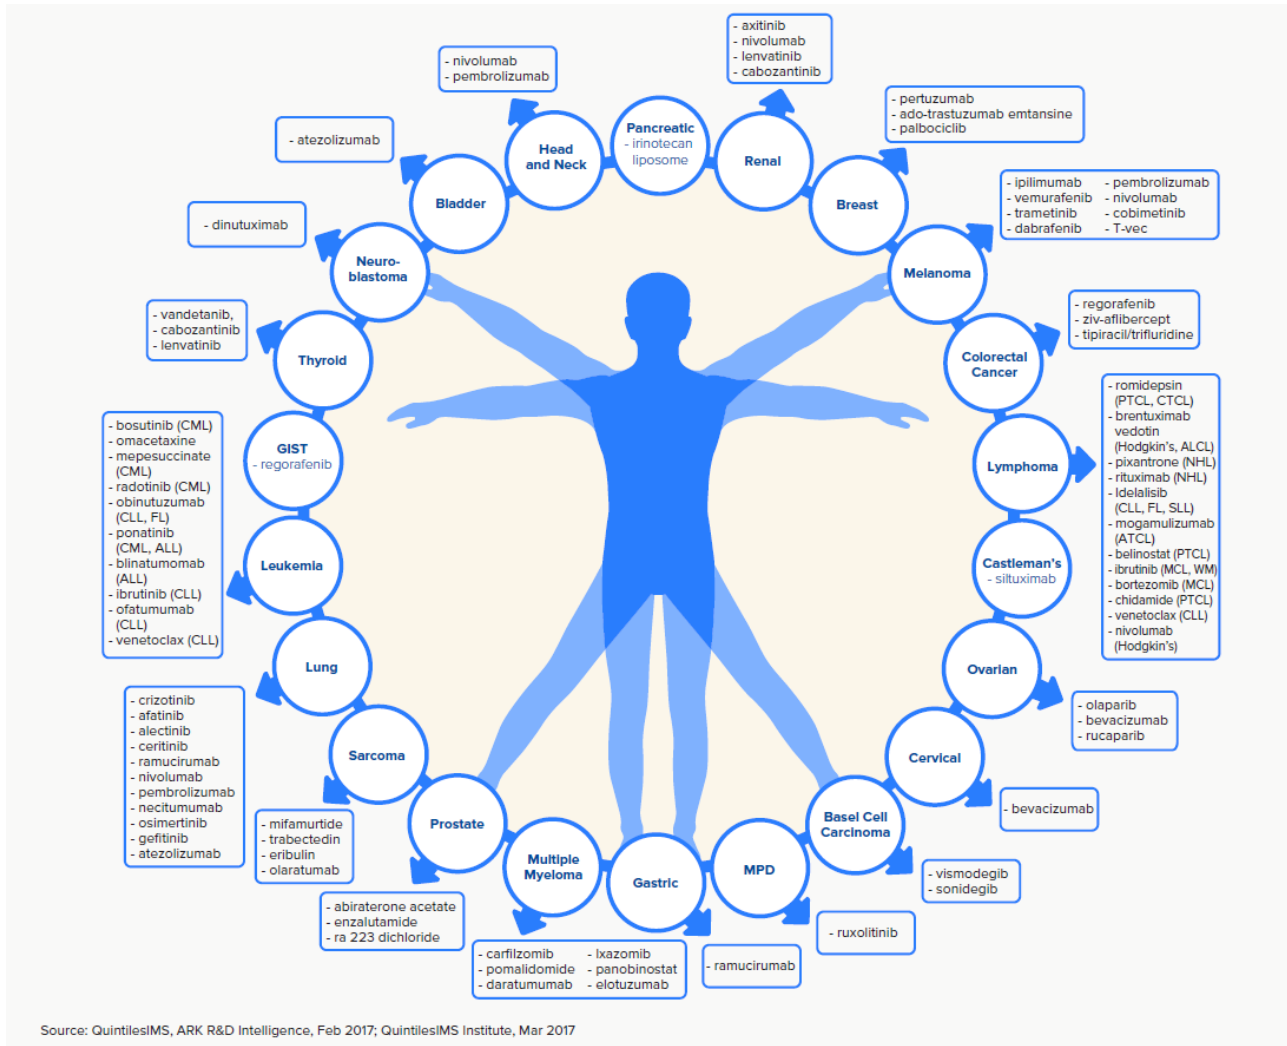 - nivolumab
- pembrolizumab
Head
and Neck
Pancreatic
- irinotecan
liposome
- axitinib
- nivolumab
- lenvatinib
- cabozantinib
Renal
- pertuzumab
- ado-trastuzumab emtansine
- palbociclib
Breast
- ipilimumab
- vemurafenib
- trametinib
- dabrafenib
- pembrolizumab
- nivolumab
- cobimetinib
- T-vec
Melanoma
- regorafenib
- ziv-aflibercept
- tipiracil/trifluridine
Colorectal
Cancer
- romidepsin
(PTCL, CTCL)
- brentuximab
vedotin
(Hodgkin's, ALCL)
- pixantrone (NHL)
- rituximab (NHL)
- Idelalisib
(CLL, FL, SLL)
- mogamulizumab
(ATCL)
- belinostat (PTCL)
- ibrutinib (MCL, WM)
- bortezomib (MCL)
- chidamide (PTCL)
- venetoclax (CLL)
- nivolumab
(Hodgkin's)
Lymphoma
Castleman's
- siltuximab
Ovarian
- olaparib
- bevacizumab
- rucaparib
Cervical
- bevacizumab
Basel Cell
Carcinoma
- vismodegib
- sonidegib
MPD
- ruxolitinib
Gastric
- ramucirumab
Multiple
Myeloma
- carfilzomib
- pomalidomide
- daratumumab
- Ixazomib
- panobinostat
- elotuzumab
Prostate
- abiraterone acetate
- enzalutamide
- ra 223 dichloride
Sarcoma
- mifamurtide
- trabectedin
- eribulin
- olaratumab
Lung
- crizotinib
- afatinib
- alectinib
- ceritinib
- ramucirumab
- nivolumab
- pembrolizumab
- necitumumab
- osimertinib
- gefitinib
- atezolizumab
Leukemia
- bosutinib (CML)
- omacetaxine
- mepesuccinate
(CML)
- radotinib (CML)
- obinutuzumab
(CLL, FL)
- ponatinib
(CML, ALL)
- blinatumomab
(ALL)
- ibrutinib (CLL)
- ofatumumab
(CLL)
- venetoclax (CLL)
GIST
- regorafenib
Thyroid
- vandetanib,
- cabozantinib
- lenvatinib
Neuro-
blastoma
- dinutuximab
Bladder
- atezolizumab
Source: QuintilesIMS, ARK R&D Intelligence, Feb 2017; QuintilesIMS Institute, Mar 2017